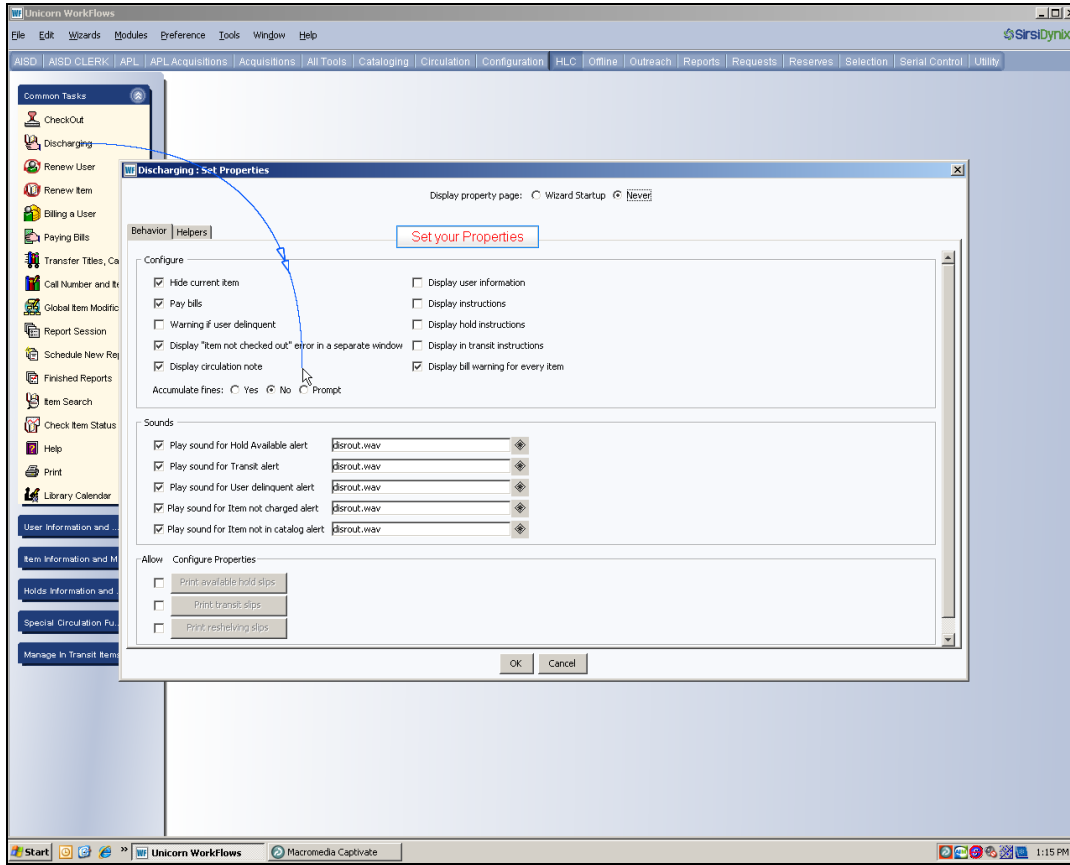 Unicorn WorkFlows
File Edit Wizards Modules Preference Tools Window Help
SirsiDynix
AISD AISD CLERK APL APL Acquisitions Acquisitions All Tools Cataloging Circulation Configuration HLC Offline Outreach Reports Requests Reserves Selection Serial Control Utility
Common Tasks
CheckOut
Discharging
Renew User
Discharging : Set Properties
Renew Item
Display property page: Wizard Startup Never
Billing a User
Paying Bills
Behavior Helpers
Set your Properties
Transfer Titles, Ca
Configure
Call Number and Ite
Hide current item Display user information
Global Item Modific
Pay bills Display instructions
Report Session
Warning if user delinquent Display hold instructions
Schedule New Rep
Display "item not checked out" error in a separate window Display in transit instructions
Finished Reports
Display circulation note Display bill warning for every item
Item Search
Accumulate fines: Yes No Prompt
Check Item Status
Sounds
Help
Play sound for Hold Available alert disrout.wav
Print
Play sound for Transit alert disrout.wav
Library Calendar
Play sound for User delinquent alert disrout.wav
Play sound for Item not charged alert disrout.wav
User Information and ...
Play sound for Item not in catalog alert disrout.wav
Item Information and M
Allow Configure Properties
Print available hold slips
Holds Information and
Print transit slips
Special Circulation Fu..
Print reshelving slips
Manage In Transit Items
OK Cancel
Start Unicorn WorkFlows Macromedia Captivate 1:15 PM